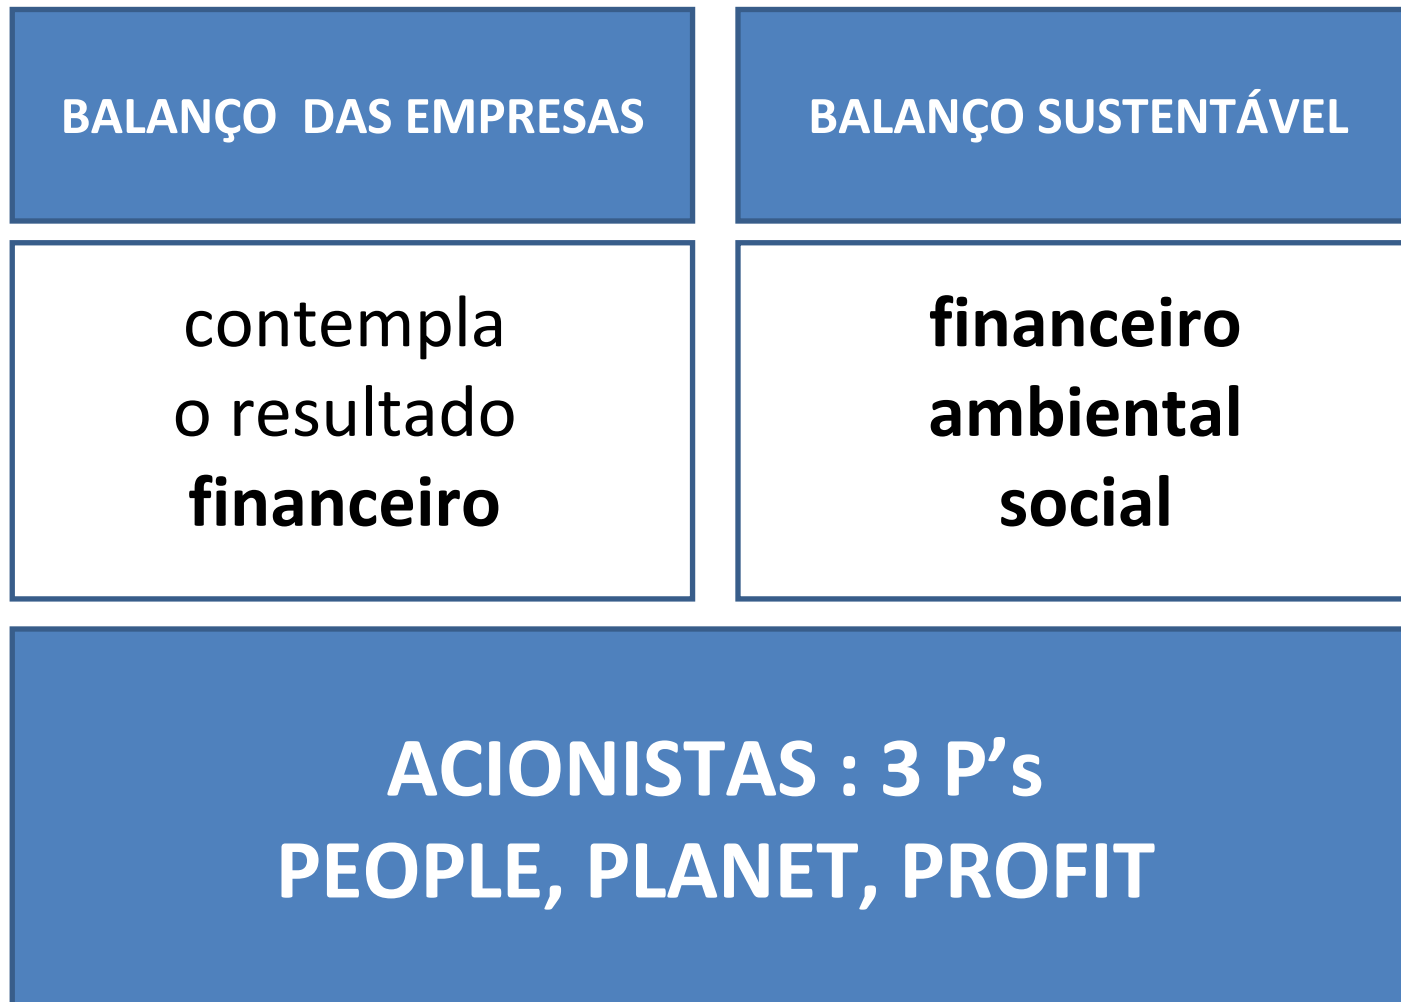 BALANÇO DAS EMPRESAS
BALANÇO SUSTENTÁVEL
contempla
o resultado
financeiro
financeiro
ambiental
social
ACIONISTAS : 3 P’s
PEOPLE, PLANET, PROFIT